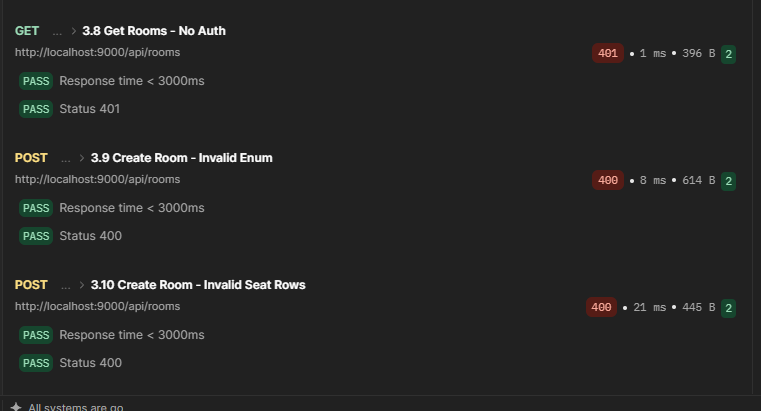 GET ... > 3.8 Get Rooms - No Auth
http://localhost:9000/api/rooms 401 • 1 ms • 396 B 2
PASS Response time < 3000ms
PASS Status 401
POST ... > 3.9 Create Room - Invalid Enum
http://localhost:9000/api/rooms 400 • 8 ms • 614 B 2
PASS Response time < 3000ms
PASS Status 400
POST ... > 3.10 Create Room - Invalid Seat Rows
http://localhost:9000/api/rooms 400 • 21 ms • 445 B 2
PASS Response time < 3000ms
PASS Status 400
All systems are go